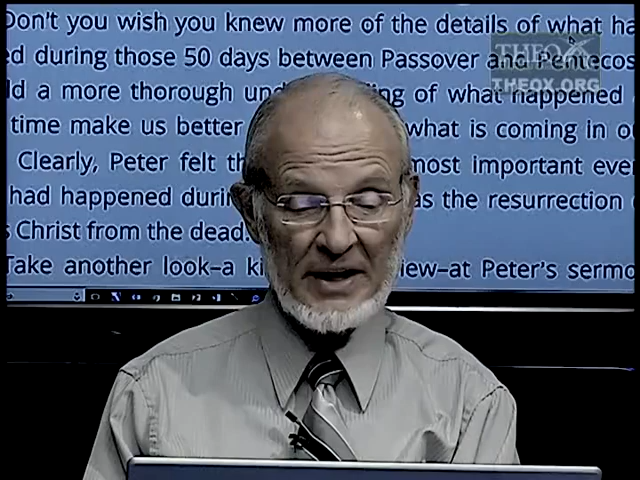 Don't you wish you knew more of the details of what ha
ed during those 50 days between Passover and Pentecos
ld a more thorough und ing of what happened
time make us better what is coming in o
Clearly, Peter felt th most important eve
had happened durin as the resurrection
s Christ from the dead.
Take another look–a ki iew–at Peter's sermo
THEOX
THEOX.ORG